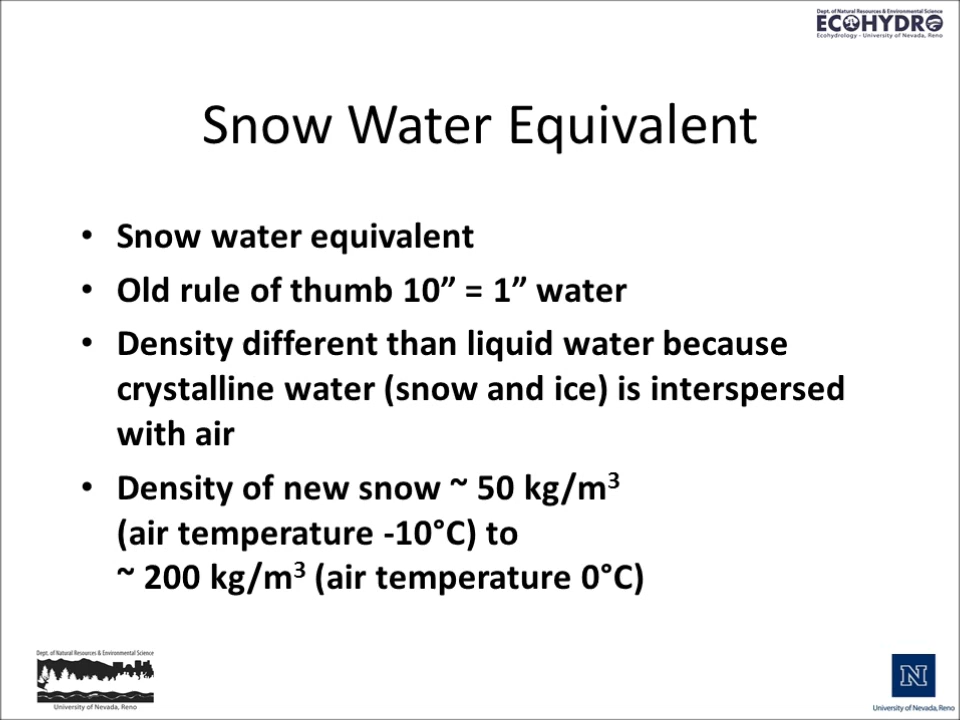 Dept. of Natural Resources & Environmental Science
ECOHYDRO
Ecohydrology - University of Nevada, Reno
Snow Water Equivalent
• Snow water equivalent
• Old rule of thumb 10” = 1” water
• Density different than liquid water because
crystalline water (snow and ice) is interspersed
with air
• Density of new snow ~ 50 kg/m³
(air temperature -10°C) to
~ 200 kg/m³ (air temperature 0°C)
Dept. of Natural Resources & Environmental Science
University of Nevada, Reno
N
University of Nevada, Reno